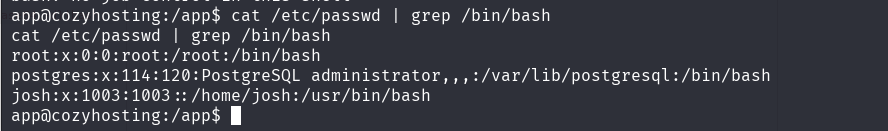 app@cozyhosting:/app$ cat /etc/passwd | grep /bin/bash
cat /etc/passwd | grep /bin/bash
root:x:0:0:root:/root:/bin/bash
postgres:x:114:120:PostgreSQL administrator,,,:/var/lib/postgresql:/bin/bash
josh:x:1003:1003::/home/josh:/usr/bin/bash
app@cozyhosting:/app$